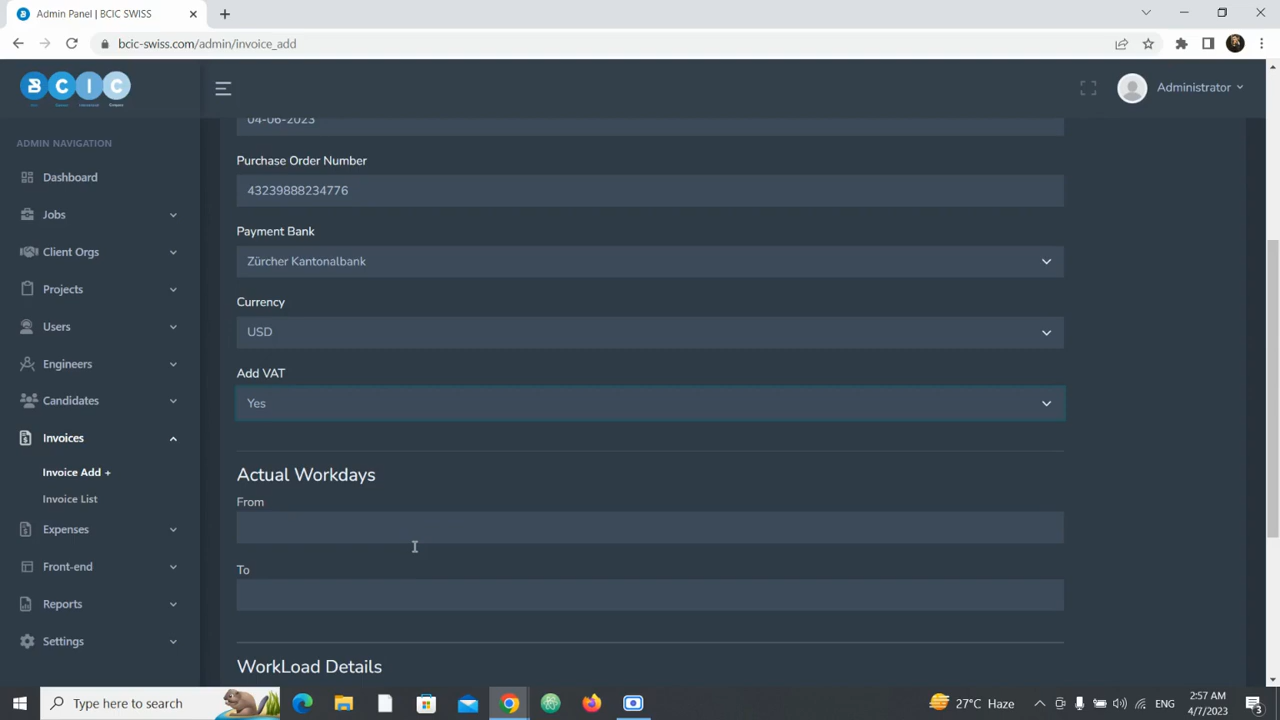 Admin Panel | BCIC SWISS
bcic-swiss.com/admin/invoice_add
B C I C
Administrator
ADMIN NAVIGATION
Dashboard
Jobs
Client Orgs
Projects
Users
Engineers
Candidates
Invoices
Invoice Add +
Invoice List
Expenses
Front-end
Reports
Settings
04-06-2023
Purchase Order Number
43239888234776
Payment Bank
Zürcher Kantonalbank
Currency
USD
Add VAT
Yes
Actual Workdays
From
To
WorkLoad Details
Type here to search
27°C Haze
ENG
2:57 AM
4/7/2023
3